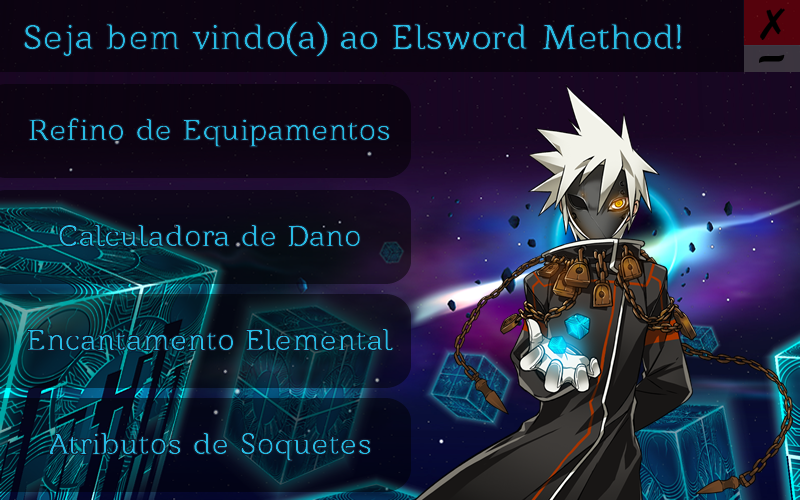 Seja bem vindo(a) ao Elsword Method!
Refino de Equipamentos
Calculadora de Dano
Encantamento Elemental
Atributos de Soquetes